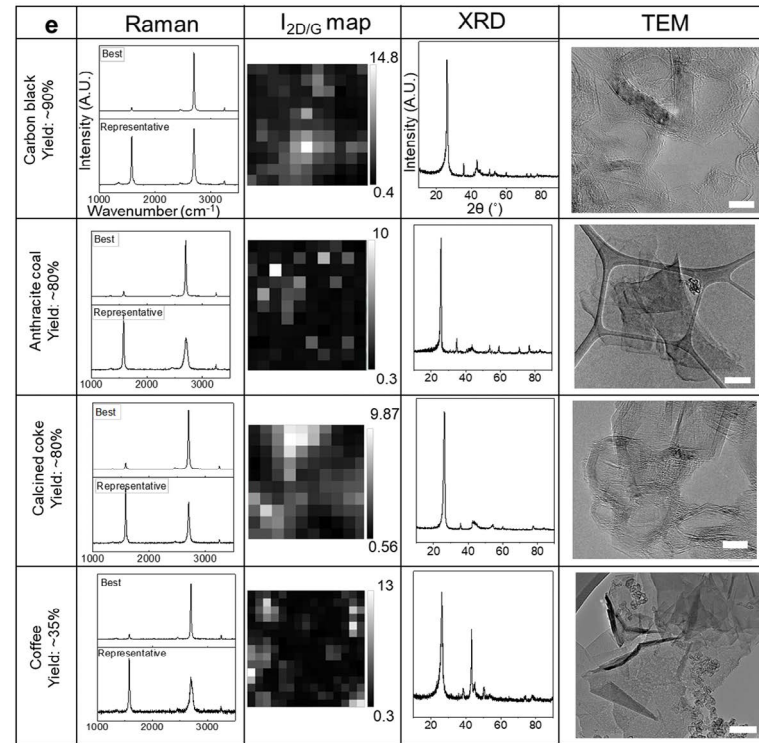 e
Raman
I2D/G map
XRD
TEM
Carbon black
Yield: ~90%
Intensity (A.U.)
Best
Representative
1000
2000
3000
Wavenumber (cm-1)
14.8
0.4
Intensity (A.U.)
20
40
60
80
2θ (°)
Anthracite coal
Yield: ~80%
Best
Representative
1000
2000
3000
10
0.3
20
40
60
80
Calcined coke
Yield: ~80%
Best
Representative
1000
2000
3000
9.87
0.56
20
40
60
80
Coffee
Yield: ~35%
Best
Representative
1000
2000
3000
13
0.3
20
40
60
80